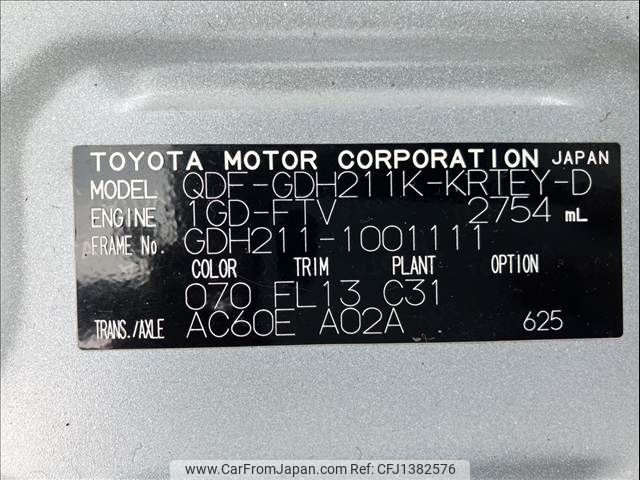 TOYOTA MOTOR CORPORATION JAPAN
MODEL QDF-GDH211K-KRTEY-D
ENGINE 1GD-FTV 2754 mL
FRAME No. GDH211-1001111
COLOR TRIM PLANT OPTION
070 FL13 C31
TRANS./AXLE AC60E A02A 625
www.CarFromJapan.com - CFJ1382576